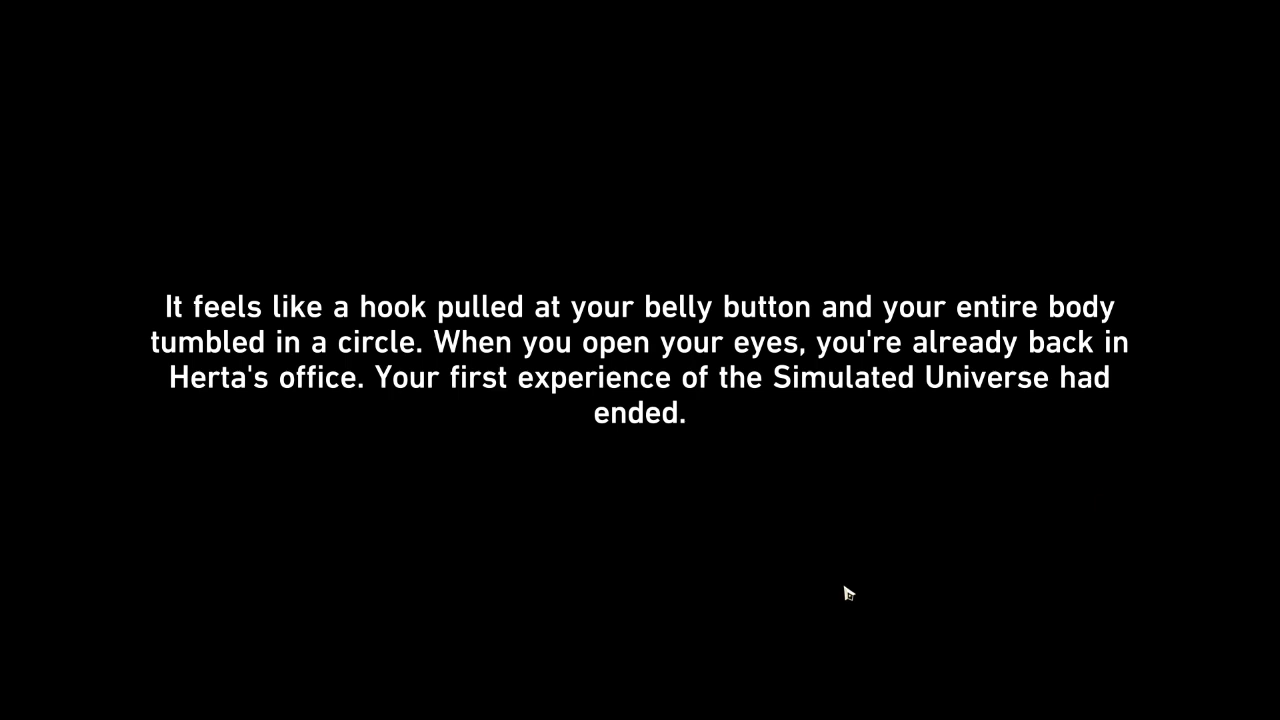 It feels like a hook pulled at your belly button and your entire body
tumbled in a circle. When you open your eyes, you're already back in
Herta's office. Your first experience of the Simulated Universe had
ended.